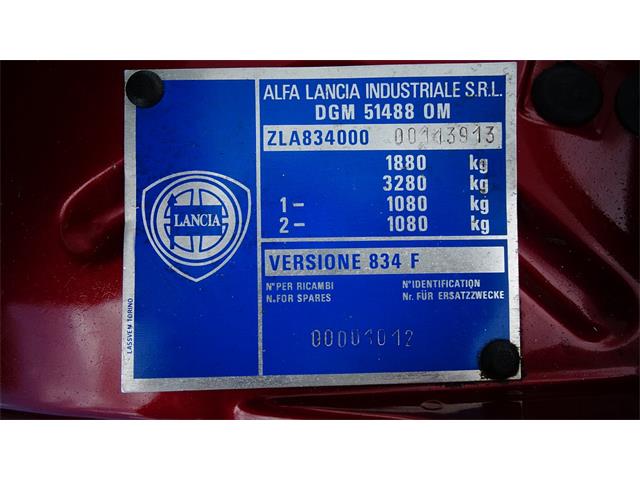 ALFA LANCIA INDUSTRIALE S.R.L.
DGM 51488 OM
ZLA834000 00113913
1880 kg
3280 kg
1– 1080 kg
2– 1080 kg
LANCIA
VERSIONE 834 F
N° PER RICAMBI N° IDENTIFICATION
N. FOR SPARES Nr. FÜR ERSATZZWECKE
00001012
LASSVEM TORINO